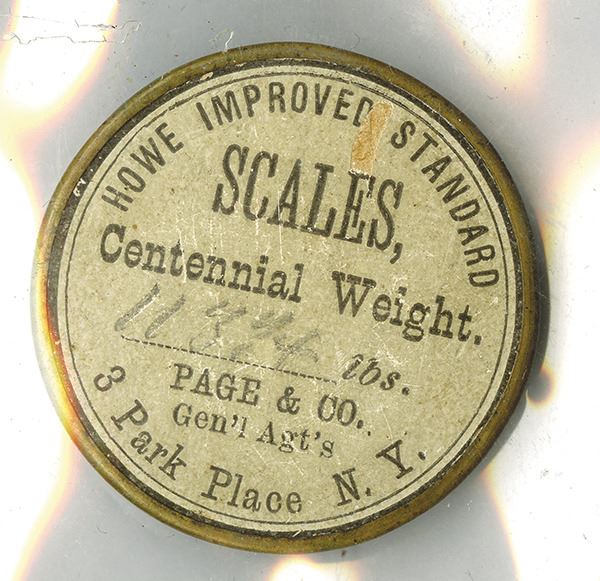 HOWE IMPROVED STANDARD
SCALES,
Centennial Weight.
lbs.
PAGE & CO.
Gen'l Agt's
3 Park Place N. Y.